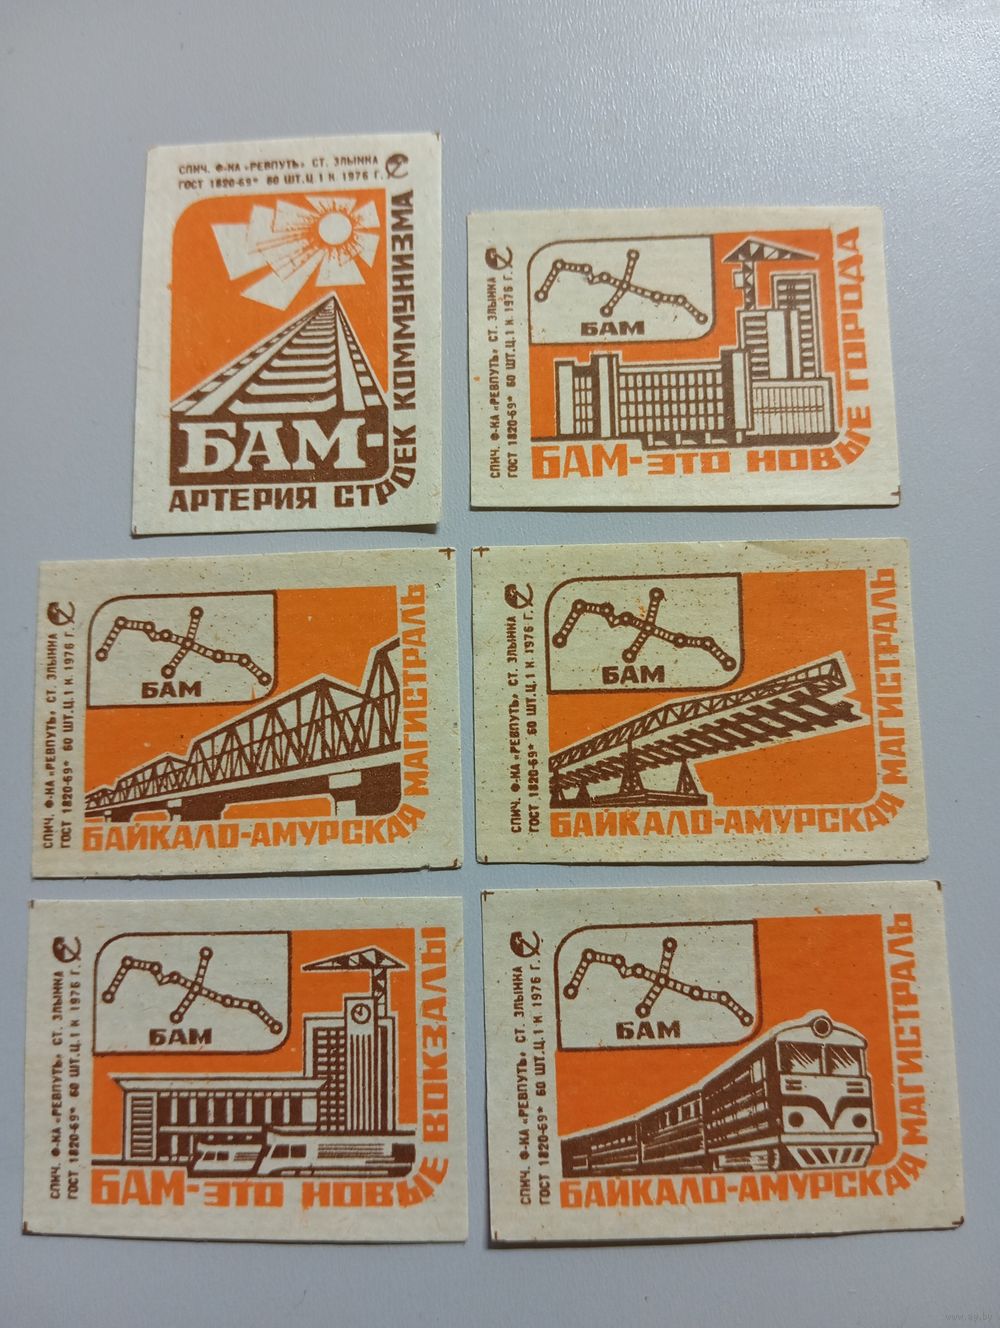 СПИЧ. Ф-КА «РЕВПУТЬ» СТ. ЗЛЫНКА
ГОСТ 1820-69* 60 ШТ.Ц.1 К 1976 Г.
БАМ-
АРТЕРИЯ СТРОЕК КОММУНИЗМА
СПИЧ. Ф-КА «РЕВПУТЬ» СТ. ЗЛЫНКА
ГОСТ 1820-69* 60 ШТ.Ц.1 К 1976 Г.
БАМ
БАМ-ЭТО НОВЫЕ ГОРОДА
СПИЧ. Ф-КА «РЕВПУТЬ» СТ. ЗЛЫНКА
ГОСТ 1820-69* 60 ШТ.Ц.1 К 1976 Г.
БАМ
БАЙКАЛО-АМУРСКАЯ МАГИСТРАЛЬ
СПИЧ. Ф-КА «РЕВПУТЬ» СТ. ЗЛЫНКА
ГОСТ 1820-69* 60 ШТ.Ц.1 К 1976 Г.
БАМ
БАЙКАЛО-АМУРСКАЯ МАГИСТРАЛЬ
СПИЧ. Ф-КА «РЕВПУТЬ» СТ. ЗЛЫНКА
ГОСТ 1820-69* 60 ШТ.Ц.1 К 1976 Г.
БАМ
БАМ-ЭТО НОВЫЕ ВОКЗАЛЫ
СПИЧ. Ф-КА «РЕВПУТЬ» СТ. ЗЛЫНКА
ГОСТ 1820-69* 60 ШТ.Ц.1 К 1976 Г.
БАМ
БАЙКАЛО-АМУРСКАЯ МАГИСТРАЛЬ
www.ay.by